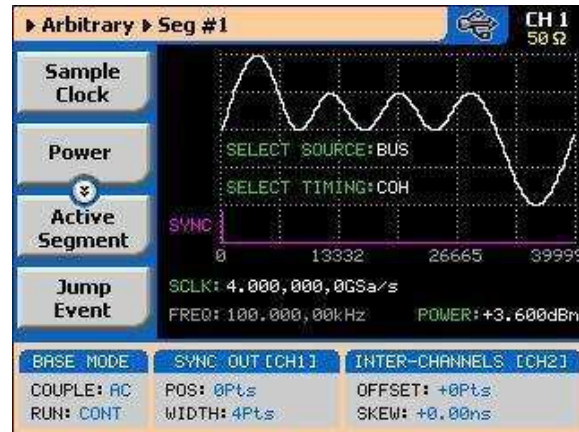 Arbitrary Seg #1
CH 1
50 Ω
Sample
Clock
Power
Active
Segment
Jump
Event
SELECT SOURCE:BUS
SELECT TIMING:COH
SYNC
0 13332 26665 39999
SCLK: 4.000,000,0GSa/s
FREQ: 100.000,00kHz POWER:+3.600dBm
BASE MODE
COUPLE: AC
RUN: CONT
SYNC OUT[CH1]
POS: 0Pts
WIDTH: 4Pts
INTER-CHANNELS [CH2]
OFFSET: +0Pts
SKEW: +0.00ns